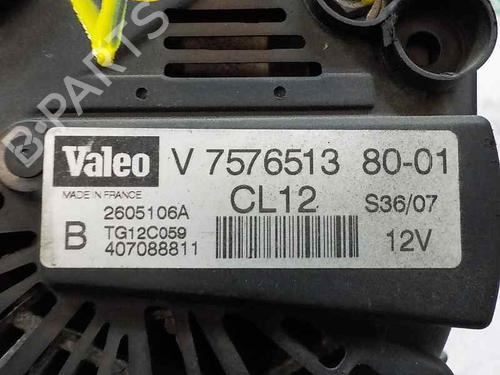 B-PARTS
Valeo
V 7576513 80-01
MADE IN FRANCE
CL12
S36/07
2605106A
B
TG12C059
407088811
12V